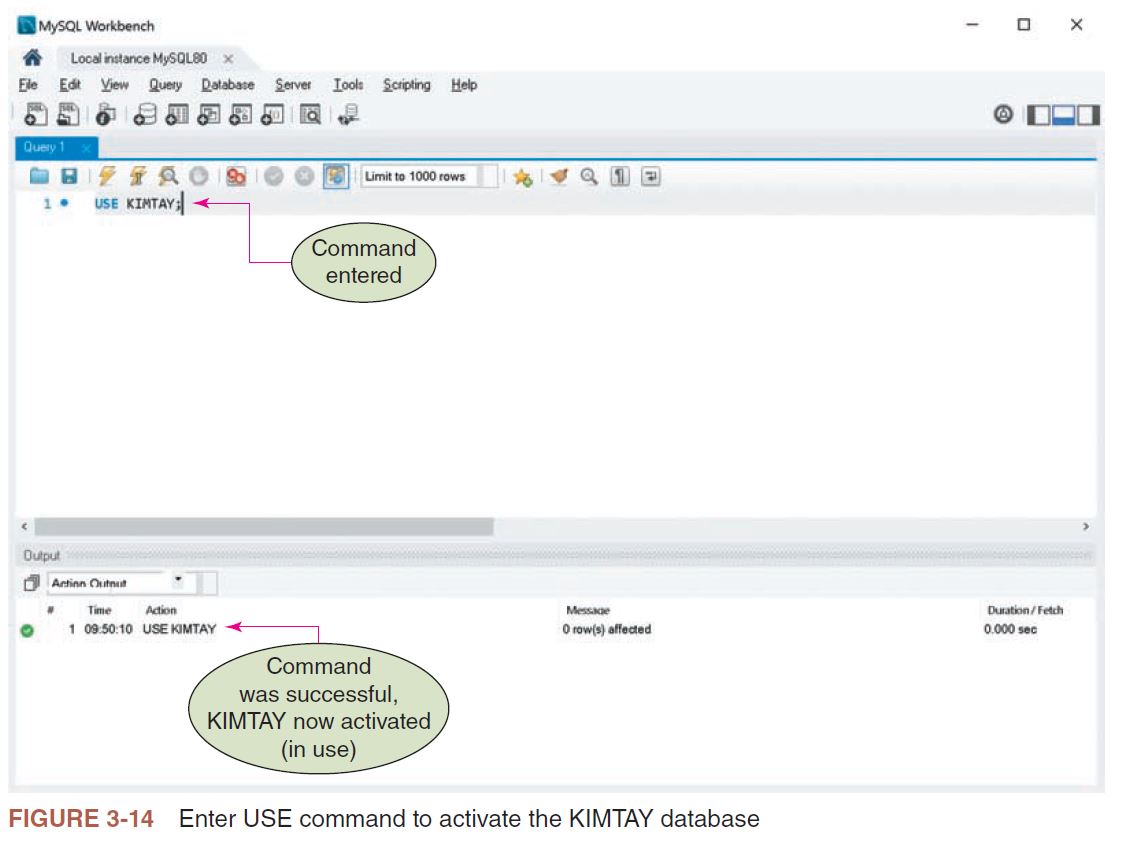 MySQL Workbench
Local instance MySQL80
File Edit View Query Database Server Tools Scripting Help
Query 1
Limit to 1000 rows
1 USE KIMTAY;
Command
entered
Output
Action Output
# Time Action Message Duration / Fetch
1 09:50:10 USE KIMTAY 0 row(s) affected 0.000 sec
Command
was successful,
KIMTAY now activated
(in use)
FIGURE 3-14 Enter USE command to activate the KIMTAY database